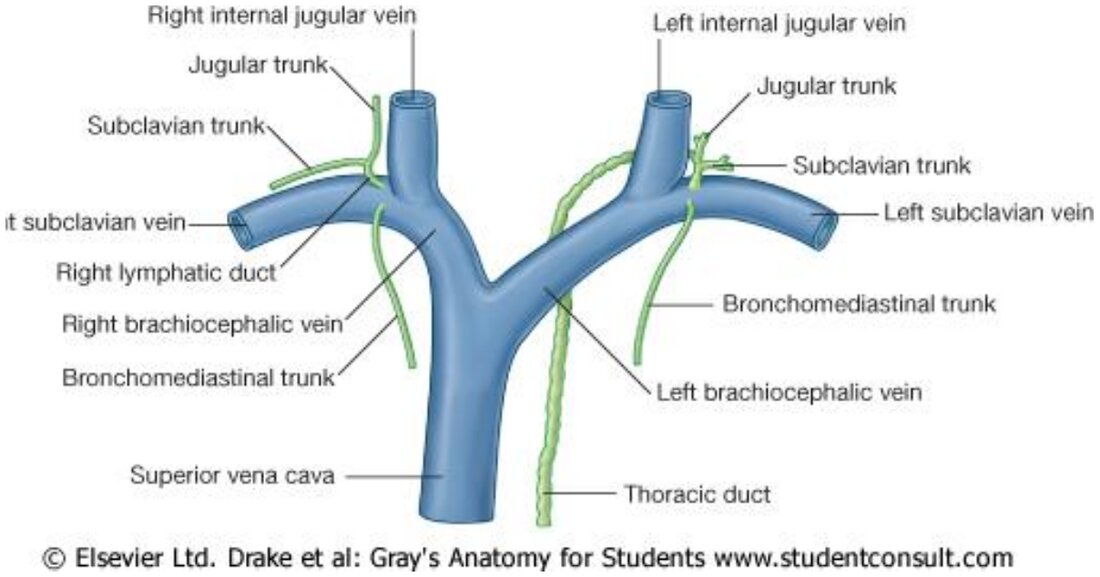 Right internal jugular vein
Left internal jugular vein
Jugular trunk
Jugular trunk
Subclavian trunk
Subclavian trunk
t subclavian vein
Left subclavian vein
Right lymphatic duct
Bronchomediastinal trunk
Right brachiocephalic vein
Bronchomediastinal trunk
Left brachiocephalic vein
Superior vena cava
Thoracic duct
© Elsevier Ltd. Drake et al: Gray's Anatomy for Students www.studentconsult.com